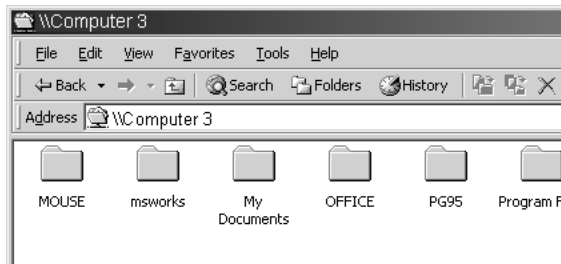 \\Computer 3
File Edit View Favorites Tools Help
Back Search Folders History
Address \\Computer 3
MOUSE msworks My Documents OFFICE PG95 Program F